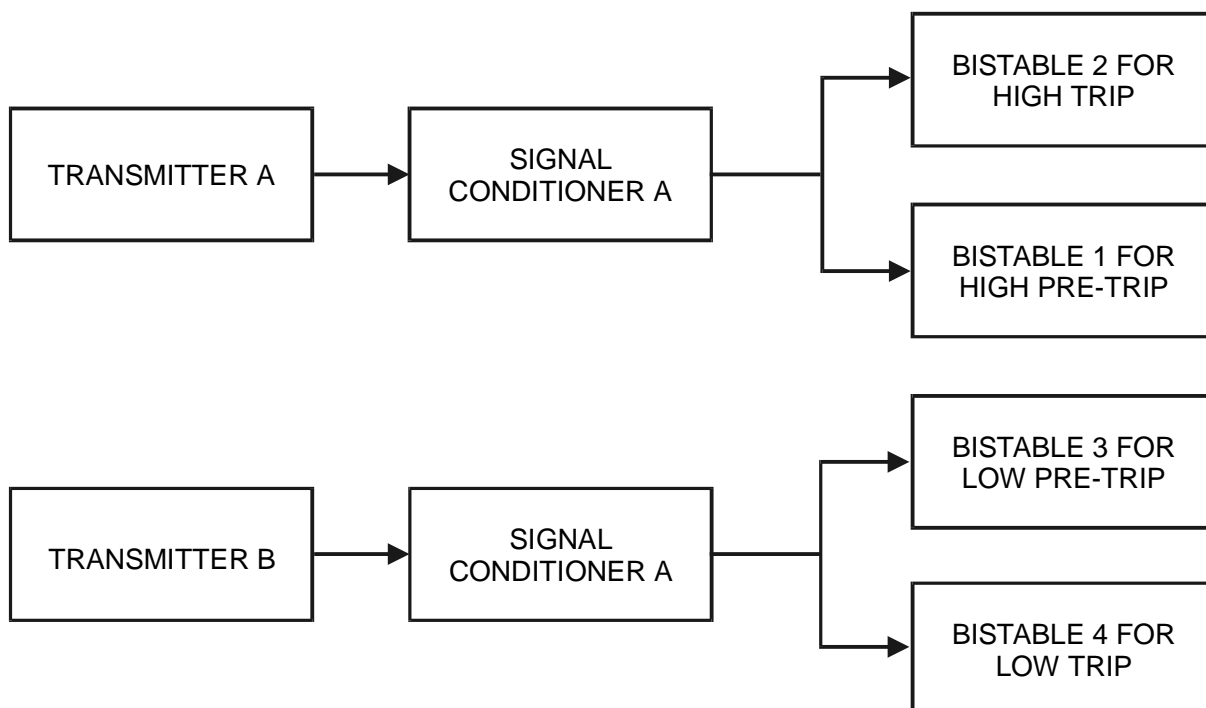 BISTABLE 2 FOR
HIGH TRIP
TRANSMITTER A
SIGNAL
CONDITIONER A
BISTABLE 1 FOR
HIGH PRE-TRIP
BISTABLE 3 FOR
LOW PRE-TRIP
TRANSMITTER B
SIGNAL
CONDITIONER A
BISTABLE 4 FOR
LOW TRIP